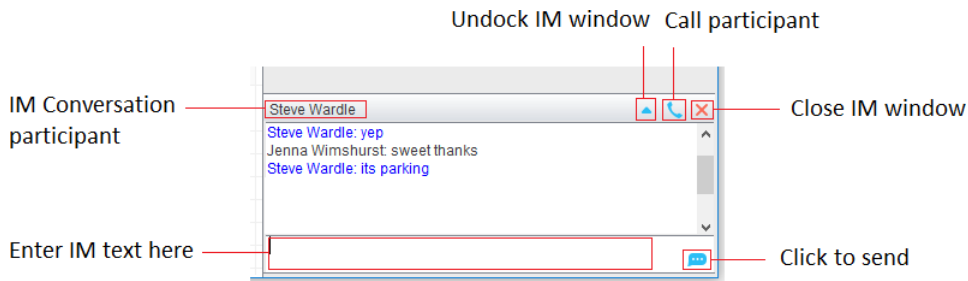 Undock IM window
Call participant
IM Conversation
participant
Steve Wardle
Close IM window
Steve Wardle: yep
Jenna Wimshurst: sweet thanks
Steve Wardle: its parking
Enter IM text here
Click to send